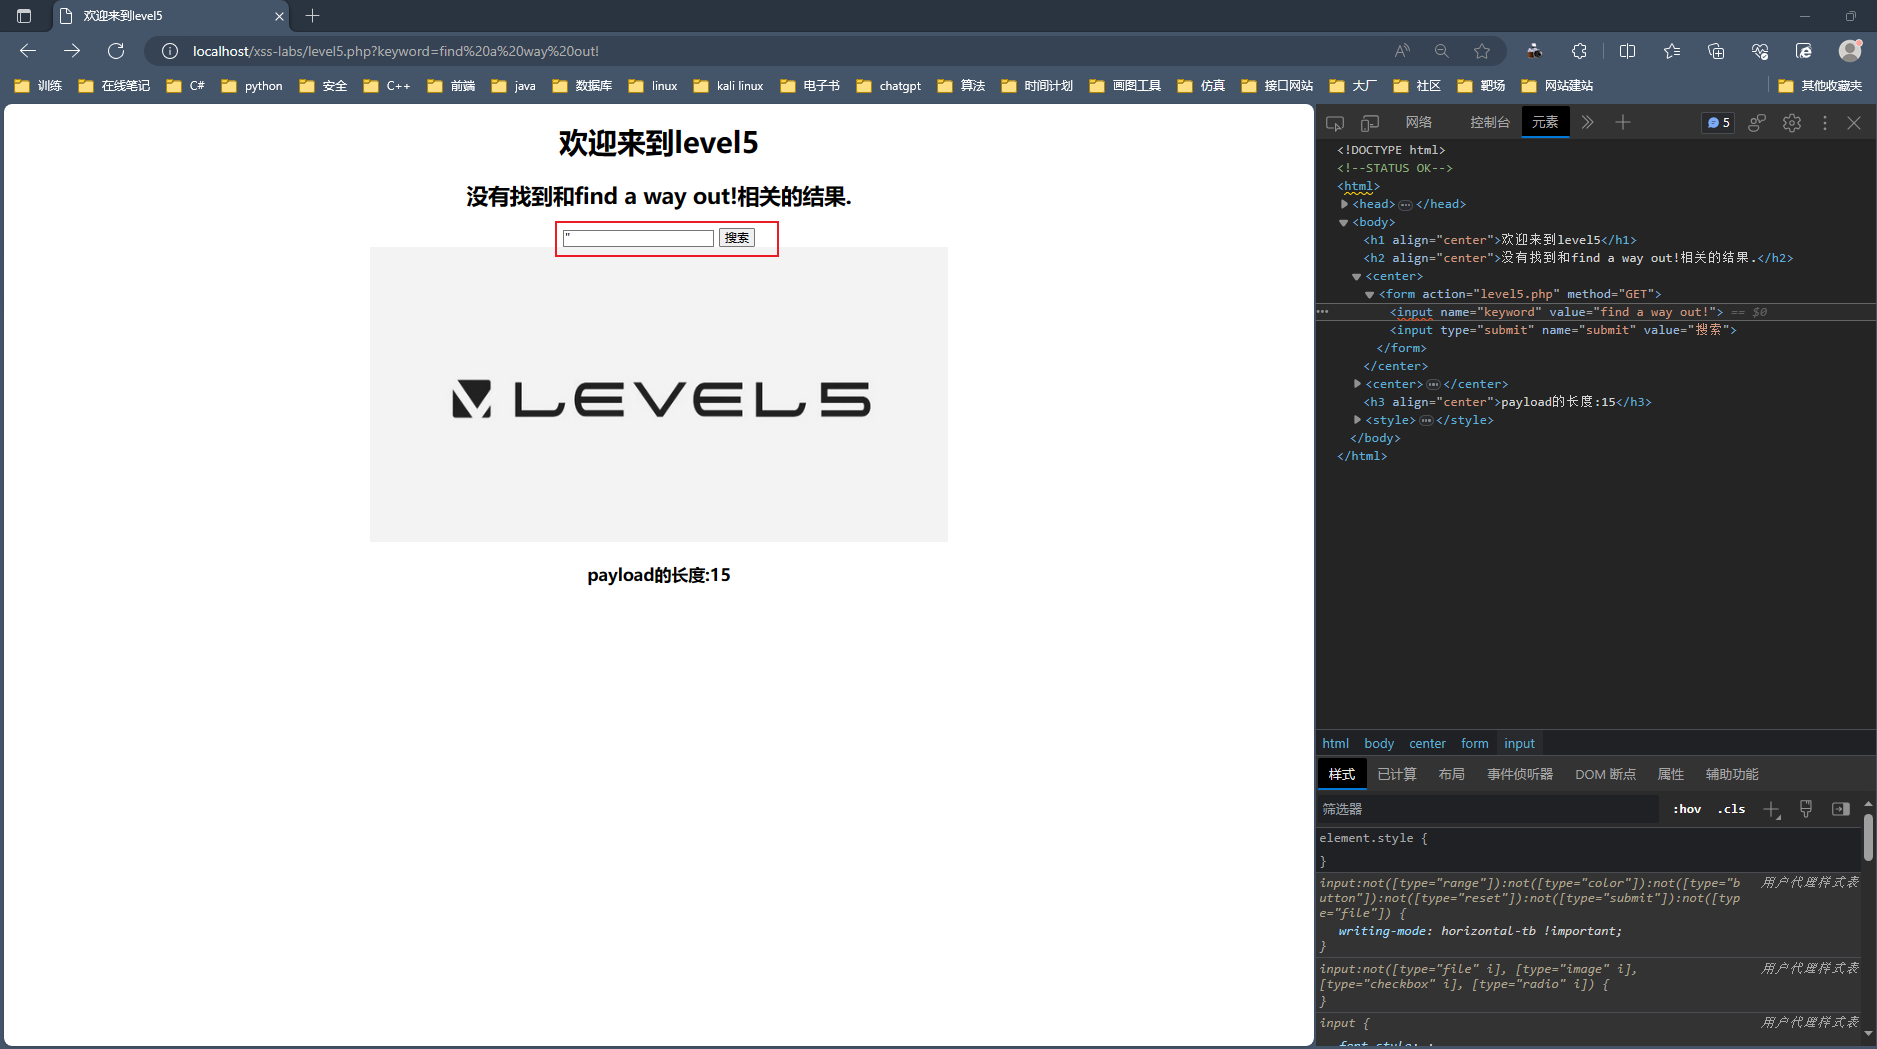 欢迎来到level5
localhost/xss-labs/level5.php?keyword=find%20a%20way%20out!
训练 在线笔记 C# python 安全 C++ 前端 java 数据库 linux kali linux 电子书 chatgpt 算法 时间计划 画图工具 仿真 接口网站 大厂 社区 靶场 网站建站 其他收藏夹
欢迎来到level5
没有找到和find a way out!相关的结果.
" 搜索
LEVEL5
payload的长度:15
网络 控制台 元素 5
<!DOCTYPE html>
<!--STATUS OK-->
<html>
<head>…</head>
<body>
<h1 align="center">欢迎来到level5</h1>
<h2 align="center">没有找到和find a way out!相关的结果.</h2>
<center>
<form action="level5.php" method="GET">
<input name="keyword" value="find a way out!"> == $0
<input type="submit" name="submit" value="搜索">
</form>
</center>
<center>…</center>
<h3 align="center">payload的长度:15</h3>
<style>…</style>
</body>
</html>
html body center form input
样式 已计算 布局 事件侦听器 DOM 断点 属性 辅助功能
筛选器 :hov .cls
element.style {
}
input:not([type="range"]):not([type="color"]):not([type="b 用户代理样式表
utton"]):not([type="reset"]):not([type="submit"]):not([typ
e="file"]) {
writing-mode: horizontal-tb !important;
}
input:not([type="file" i], [type="image" i], 用户代理样式表
[type="checkbox" i], [type="radio" i]) {
}
input { 用户代理样式表
font-style: ;